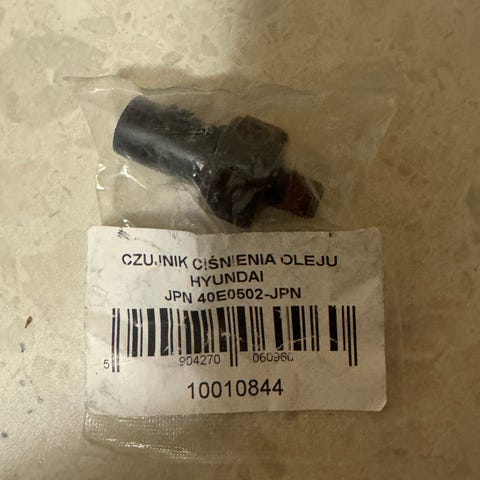 CZUJNIK CIŚNIENIA OLEJU
HYUNDAI
JPN 40E0502-JPN
5 904270 060960
10010844